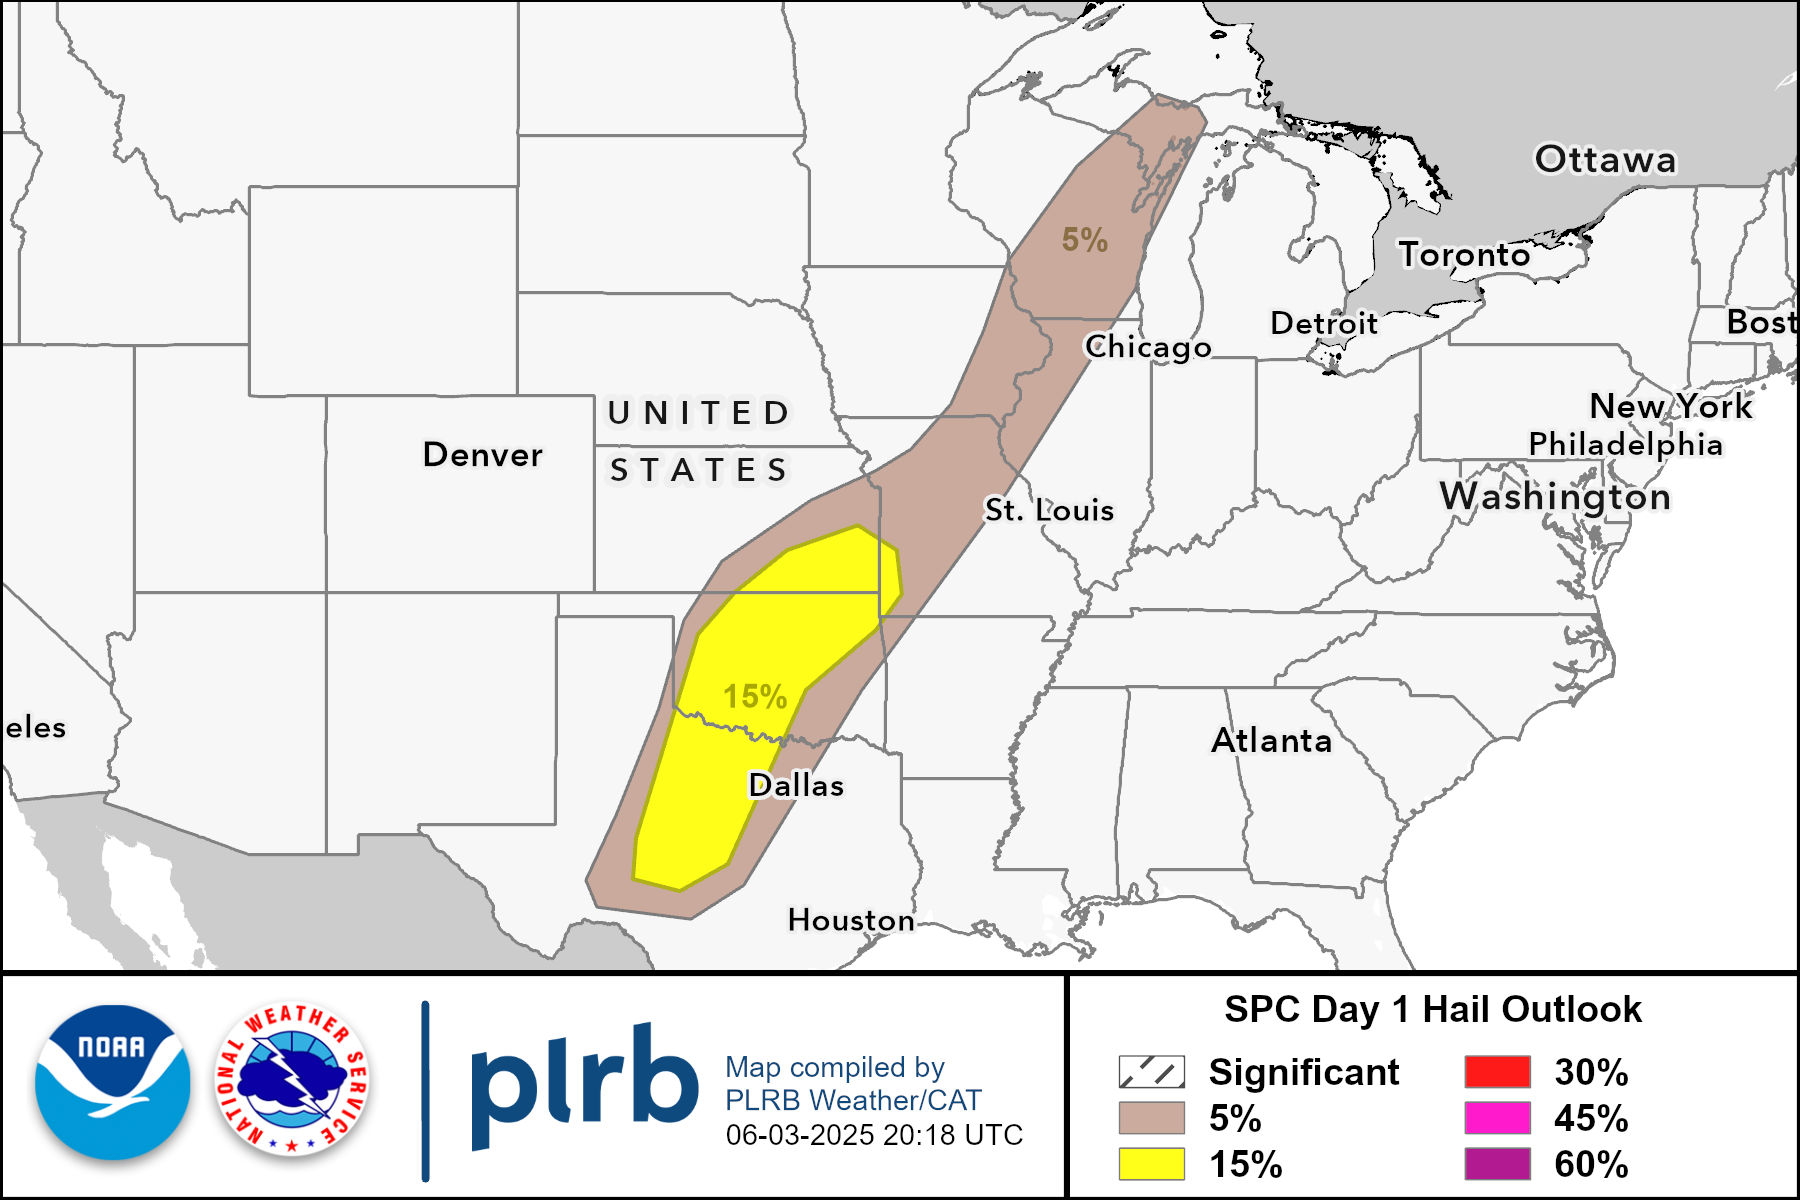 Ottawa
Toronto
Detroit
Bost
Chicago
5%
UNITED
STATES
Denver
New York
Philadelphia
Washington
St. Louis
15%
eles
Atlanta
Dallas
Houston
NOAA
NATIONAL WEATHER SERVICE
plrb
Map compiled by
PLRB Weather/CAT
06-03-2025 20:18 UTC
SPC Day 1 Hail Outlook
Significant
5%
15%
30%
45%
60%